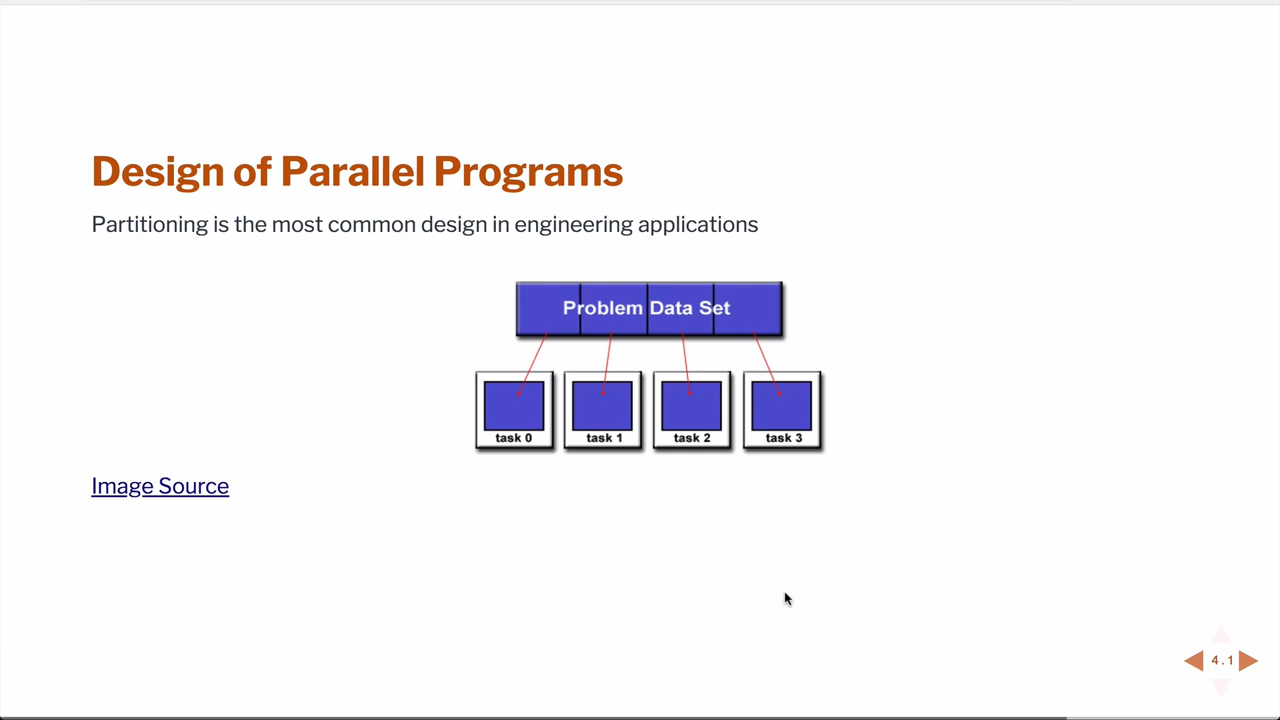 Design of Parallel Programs
Partitioning is the most common design in engineering applications
Problem Data Set
task 0 task 1 task 2 task 3
Image Source
4.1